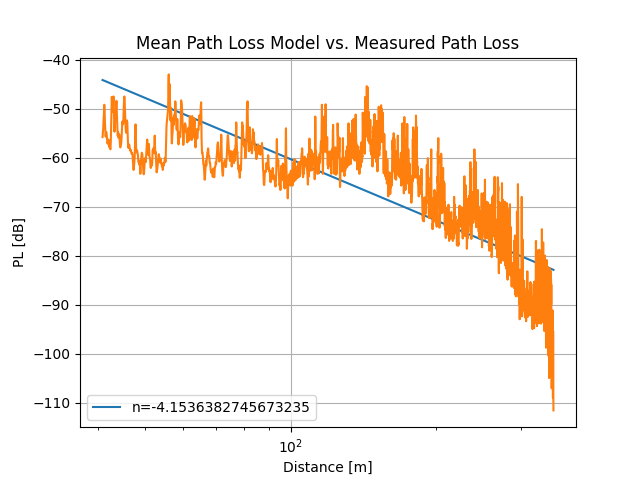 Mean Path Loss Model vs. Measured Path Loss
−40
−50
−60
−70
−80
−90
−100
−110
PL [dB]
n=-4.1536382745673235
10²
Distance [m]